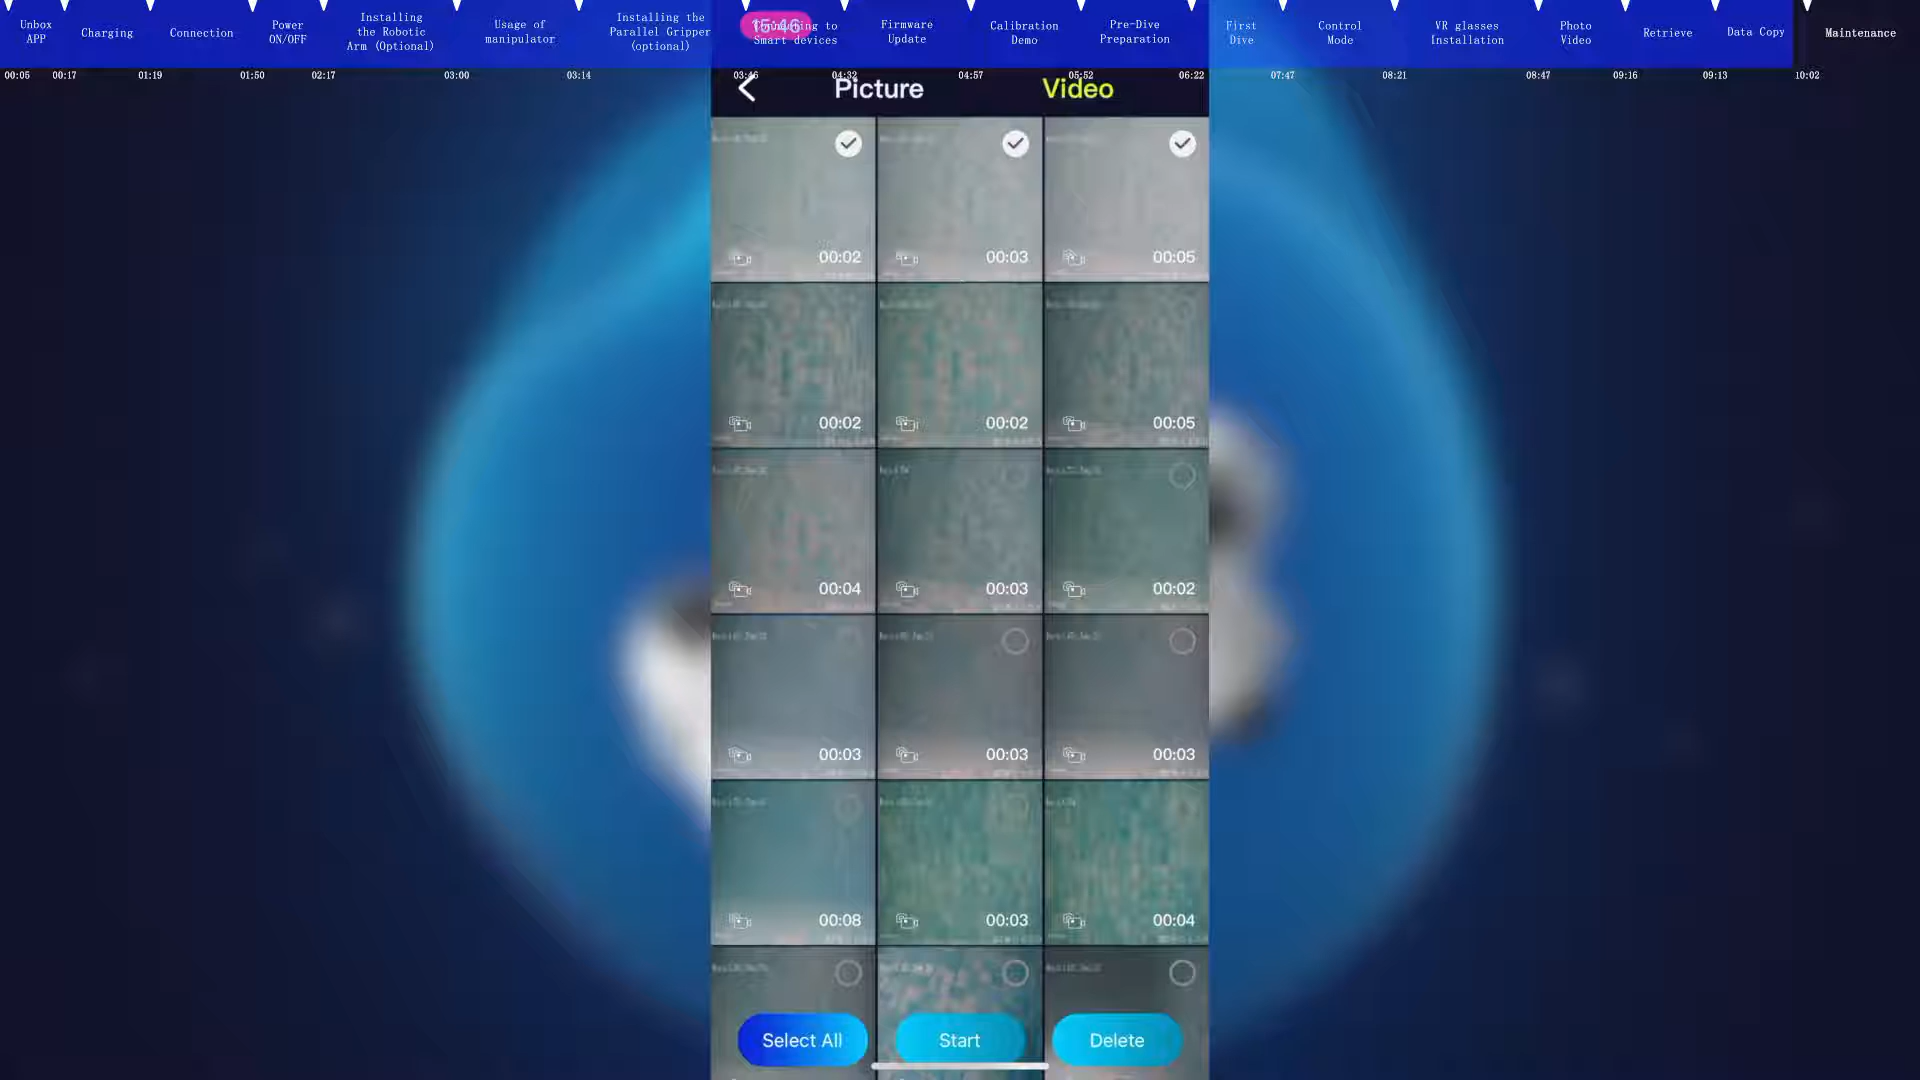 Unbox
APP
Charging
Connection
Power
ON/OFF
Installing
the Robotic
Arm (Optional)
Usage of
manipulator
Installing the
Parallel Gripper
(optional)
15:46
to
Smart devices
Firmware
Update
Calibration
Demo
Pre-Dive
Preparation
First
Dive
Control
Mode
VR glasses
Installation
Photo
Video
Retrieve
Data Copy
Maintenance
00:05 00:17 01:19 01:50 02:17 03:00 03:14 03:46 04:32 04:57 05:52 06:22 07:47 08:21 08:47 09:16 09:13 10:02
Picture Video
00:02 00:03 00:05
00:02 00:02 00:05
00:04 00:03 00:02
00:03 00:03 00:03
00:08 00:03 00:04
Select All Start Delete